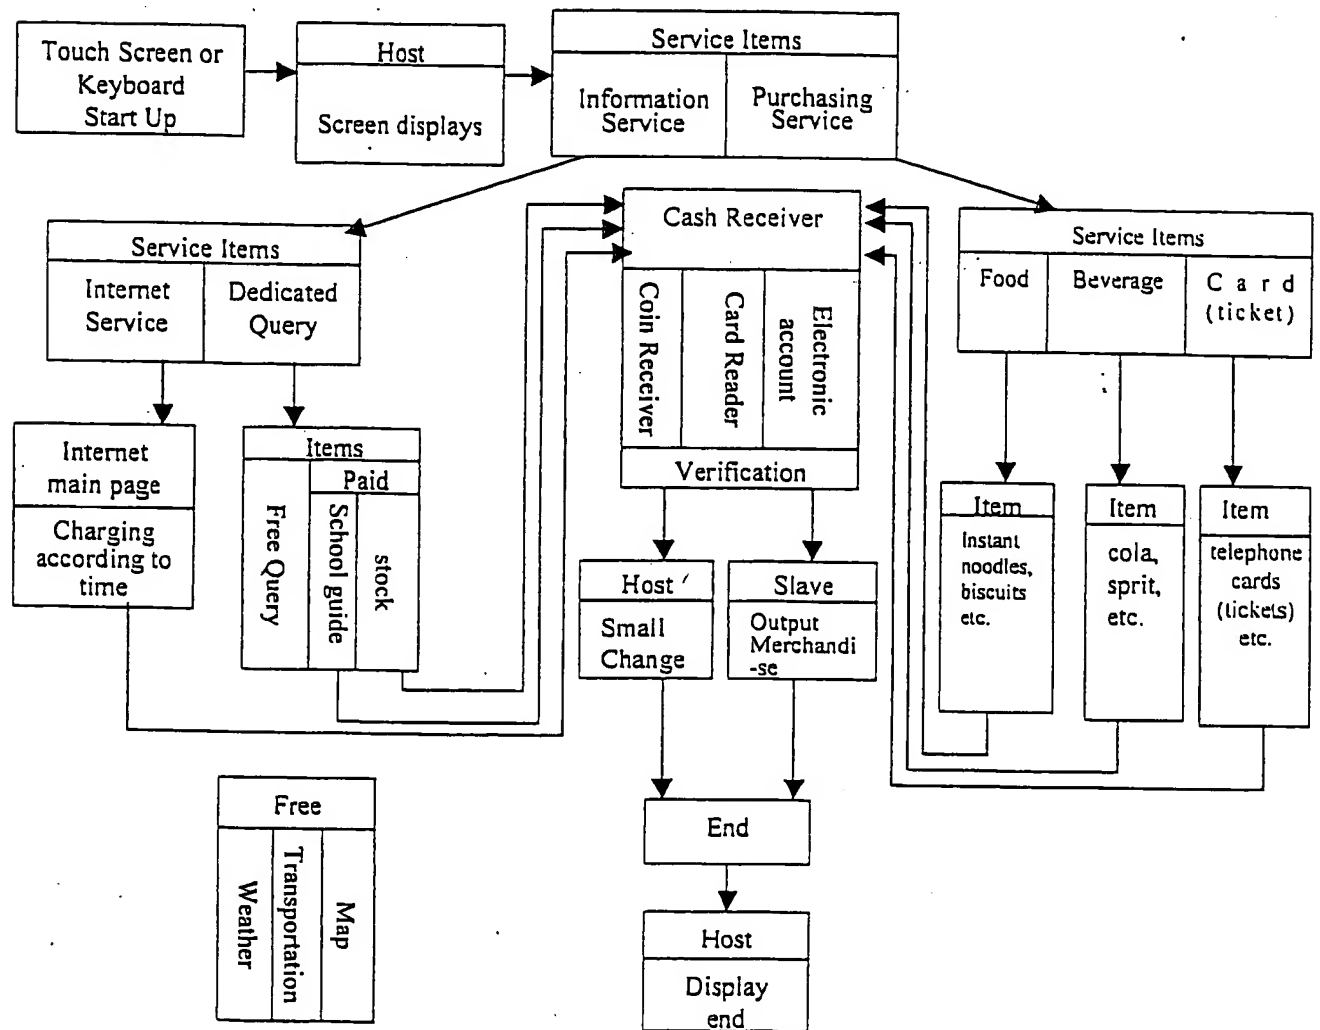 Touch Screen or
Keyboard
Start Up
Host
Screen displays
Service Items
Information
Service
Purchasing
Service
Service Items
Internet
Service
Dedicated
Query
Cash Receiver
Coin Receiver
Card Reader
Electronic
account
Verification
Service Items
Food
Beverage
Card
(ticket)
Internet
main page
Charging
according to
time
Items
Free Query
Paid
School guide
stock
Host
Small
Change
Slave
Output
Merchandi
-se
Item
Instant
noodles,
biscuits
etc.
Item
cola,
sprit,
etc.
Item
telephone
cards
(tickets)
etc.
Free
Weather
Transportation
Map
End
Host
Display
end